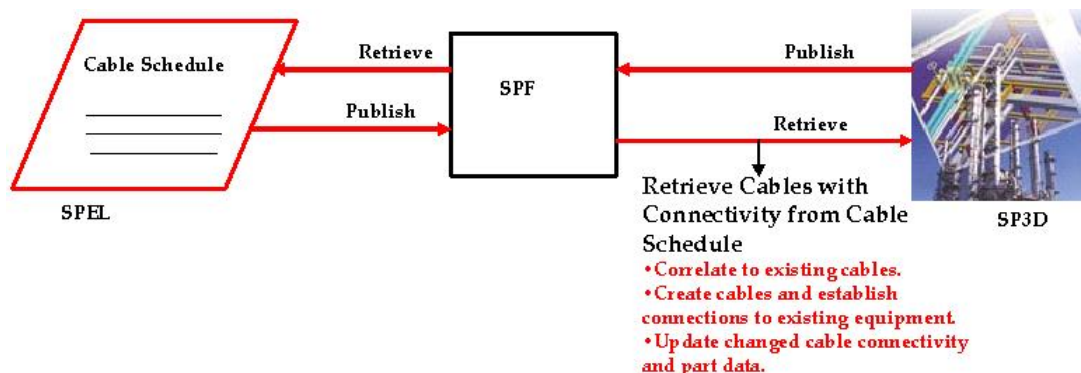 Cable Schedule
Retrieve
Publish
SPEL
SPF
Publish
Retrieve
SP3D
Retrieve Cables with
Connectivity from Cable
Schedule
•Correlate to existing cables.
•Create cables and establish
connections to existing equipment.
•Update changed cable connectivity
and part data.